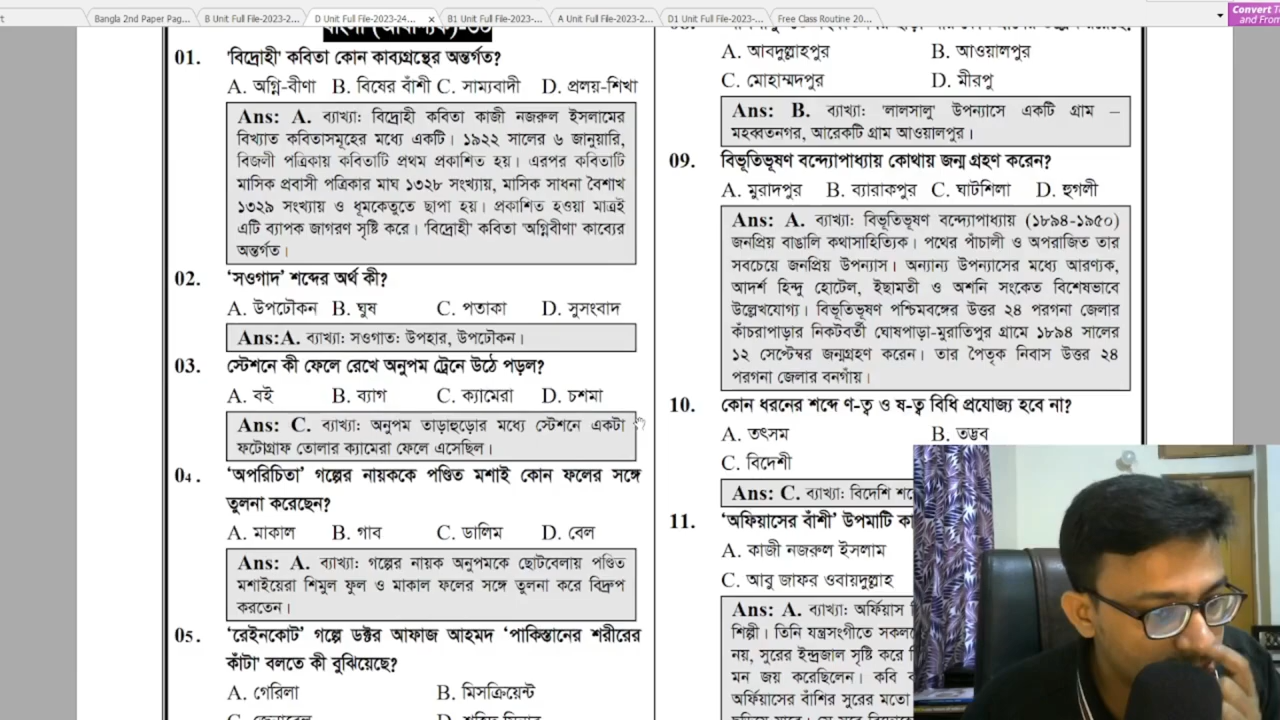 Bangla 2nd Paper Pag...
B Unit Full File-2023-2...
D Unit Full File-2023-24...
B1 Unit Full File-2023-...
A Unit Full File-2023-2...
D1 Unit Full File-2023-...
Free Class Routine 20...
Convert
and From
01. 'বিদ্রোহী' কবিতা কোন কাব্যগ্রন্থের অন্তর্গত?
A. অগ্নি-বীণা B. বিষের বাঁশী C. সাম্যবাদী D. প্রলয়-শিখা
Ans: A. ব্যাখ্যা: বিদ্রোহী কবিতা কাজী নজরুল ইসলামের
বিখ্যাত কবিতাসমূহের মধ্যে একটি। ১৯২২ সালের ৬ জানুয়ারি,
বিজলী পত্রিকায় কবিতাটি প্রথম প্রকাশিত হয়। এরপর কবিতাটি
মাসিক প্রবাসী পত্রিকার মাঘ ১৩২৮ সংখ্যায়, মাসিক সাধনা বৈশাখ
১৩২৯ সংখ্যায় ও ধূমকেতুতে ছাপা হয়। প্রকাশিত হওয়া মাত্রই
এটি ব্যাপক জাগরণ সৃষ্টি করে। 'বিদ্রোহী' কবিতা 'অগ্নিবীণা' কাব্যের
অন্তর্গত।
02. ‘সওগাদ’ শব্দের অর্থ কী?
A. উপঢৌকন B. ঘুষ C. পতাকা D. সুসংবাদ
Ans:A. ব্যাখ্যা: সওগাত: উপহার, উপঢৌকন।
03. স্টেশনে কী ফেলে রেখে অনুপম ট্রেনে উঠে পড়ল?
A. বই B. ব্যাগ C. ক্যামেরা D. চশমা
Ans: C. ব্যাখ্যা: অনুপম তাড়াহুড়োর মধ্যে স্টেশনে একটা
ফটোগ্রাফ তোলার ক্যামেরা ফেলে এসেছিল।
04. ‘অপরিচিতা’ গল্পের নায়ককে পণ্ডিত মশাই কোন ফলের সঙ্গে
তুলনা করেছেন?
A. মাকাল B. গাব C. ডালিম D. বেল
Ans: A. ব্যাখ্যা: গল্পের নায়ক অনুপমকে ছোটবেলায় পণ্ডিত
মশাইয়েরা শিমুল ফুল ও মাকাল ফলের সঙ্গে তুলনা করে বিদ্রুপ
করতেন।
05. ‘রেইনকোট’ গল্পে ডক্টর আফাজ আহমদ ‘পাকিস্তানের শরীরের
কাঁটা’ বলতে কী বুঝিয়েছে?
A. গেরিলা B. মিসক্রিয়েন্ট
A. আবদুল্লাহপুর B. আওয়ালপুর
C. মোহাম্মদপুর D. মীরপু
Ans: B. ব্যাখ্যা: 'লালসালু' উপন্যাসে একটি গ্রাম –
মহব্বতনগর, আরেকটি গ্রাম আওয়ালপুর।
09. বিভূতিভূষণ বন্দ্যোপাধ্যায় কোথায় জন্ম গ্রহণ করেন?
A. মুরাদপুর B. ব্যারাকপুর C. ঘাটশিলা D. হুগলী
Ans: A. ব্যাখ্যা: বিভূতিভূষণ বন্দ্যোপাধ্যায় (১৮৯৪-১৯৫০)
জনপ্রিয় বাঙালি কথাসাহিত্যিক। পথের পাঁচালী ও অপরাজিত তার
সবচেয়ে জনপ্রিয় উপন্যাস। অন্যান্য উপন্যাসের মধ্যে আরণ্যক,
আদর্শ হিন্দু হোটেল, ইছামতী ও অশনি সংকেত বিশেষভাবে
উল্লেখযোগ্য। বিভূতিভূষণ পশ্চিমবঙ্গের উত্তর ২৪ পরগনা জেলার
কাঁচরাপাড়ার নিকটবর্তী ঘোষপাড়া-মুরাতিপুর গ্রামে ১৮৯৪ সালের
১২ সেপ্টেম্বর জন্মগ্রহণ করেন। তার পৈতৃক নিবাস উত্তর ২৪
পরগনা জেলার বনগাঁয়।
10. কোন ধরনের শব্দে ণ-ত্ব ও ষ-ত্ব বিধি প্রযোজ্য হবে না?
A. তৎসম B. তদ্ভব
C. বিদেশী
Ans: C. ব্যাখ্যা: বিদেশি
11. ‘অফিয়াসের বাঁশী’ উপমাটি
A. কাজী নজরুল ইসলাম
C. আবু জাফর ওবায়দুল্লাহ
Ans: A. ব্যাখ্যা: অর্ফিয়াস
শিল্পী। তিনি যন্ত্রসংগীতে
নয়, সুরের ইন্দ্রজাল সৃষ্টি করে
মন জয় করেছিলেন। কবি
অর্ফিয়াসের বাঁশির সুরের মতো